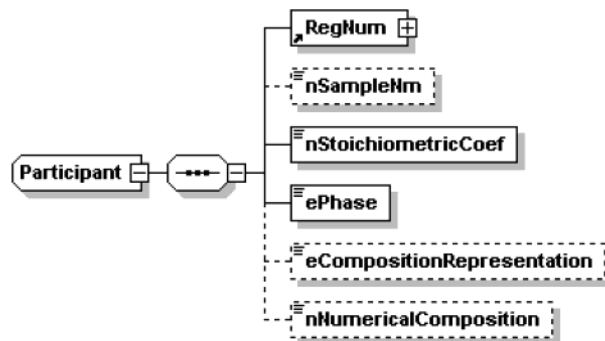 RegNum
nSampleNm
nStoichiometricCoef
Participant
ePhase
eCompositionRepresentation
nNumericalComposition